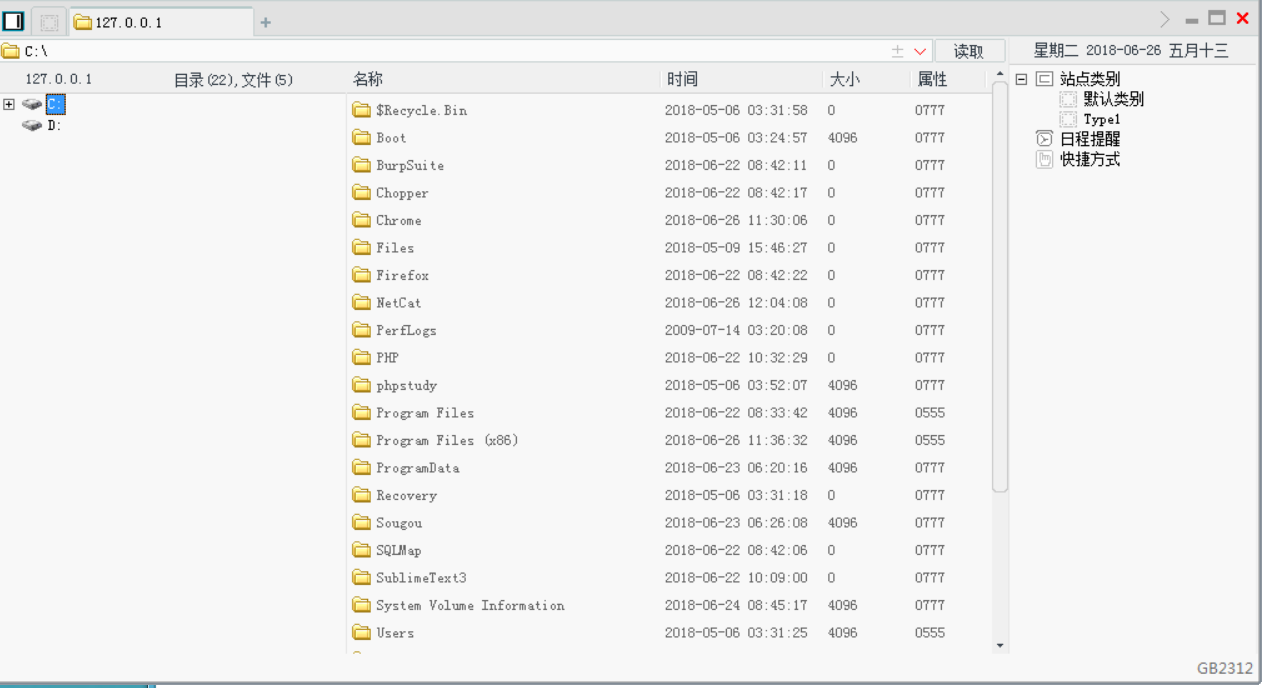 127.0.0.1
C:\
读取
星期二 2018-06-26 五月十三
127.0.0.1 目录(22),文件(5)
名称 时间 大小 属性
C:
D:
$Recycle.Bin 2018-05-06 03:31:58 0 0777
Boot 2018-05-06 03:24:57 4096 0777
BurpSuite 2018-06-22 08:42:11 0 0777
Chopper 2018-06-22 08:42:17 0 0777
Chrome 2018-06-26 11:30:06 0 0777
Files 2018-05-09 15:46:27 0 0777
Firefox 2018-06-22 08:42:22 0 0777
NetCat 2018-06-26 12:04:08 0 0777
PerfLogs 2009-07-14 03:20:08 0 0777
PHP 2018-06-22 10:32:29 0 0777
phpstudy 2018-05-06 03:52:07 4096 0777
Program Files 2018-06-22 08:33:42 4096 0555
Program Files (x86) 2018-06-26 11:36:32 4096 0555
ProgramData 2018-06-23 06:20:16 4096 0777
Recovery 2018-05-06 03:31:18 0 0777
Sougou 2018-06-23 06:26:08 4096 0777
SQLMap 2018-06-22 08:42:06 0 0777
SublimeText3 2018-06-22 10:09:00 0 0777
System Volume Information 2018-06-24 08:45:17 4096 0777
Users 2018-05-06 03:31:25 4096 0555
站点类别
默认类别
Type1
日程提醒
快捷方式
GB2312